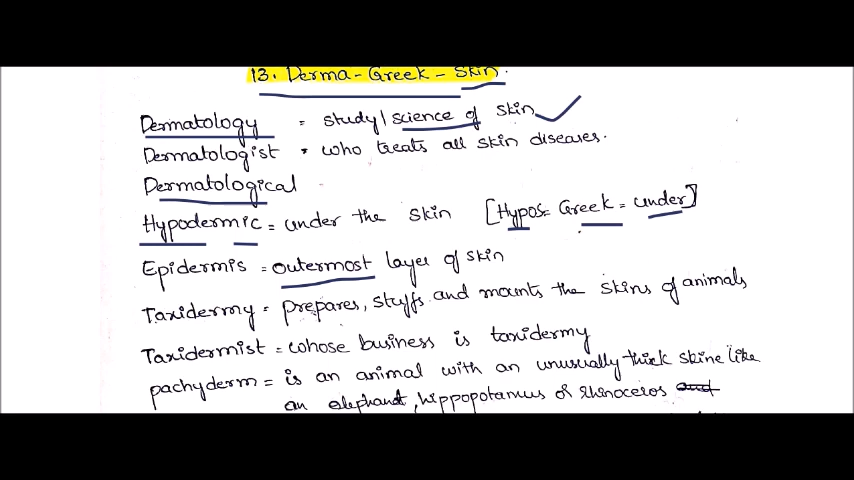 13. Derma - Greek - Skin.
Dermatology = study/science of skin
Dermatologist = who treats all skin diseases.
Dermatological
Hypodermic = under the skin [Hypos = Greek = under]
Epidermis = outermost layer of skin
Taxidermy = prepares, stuffs and mounts the skins of animals
Taxidermist = whose business is taxidermy
pachyderm = is an animal with an unusually thick skine like
an elephant, hippopotamus or rhinoceros and